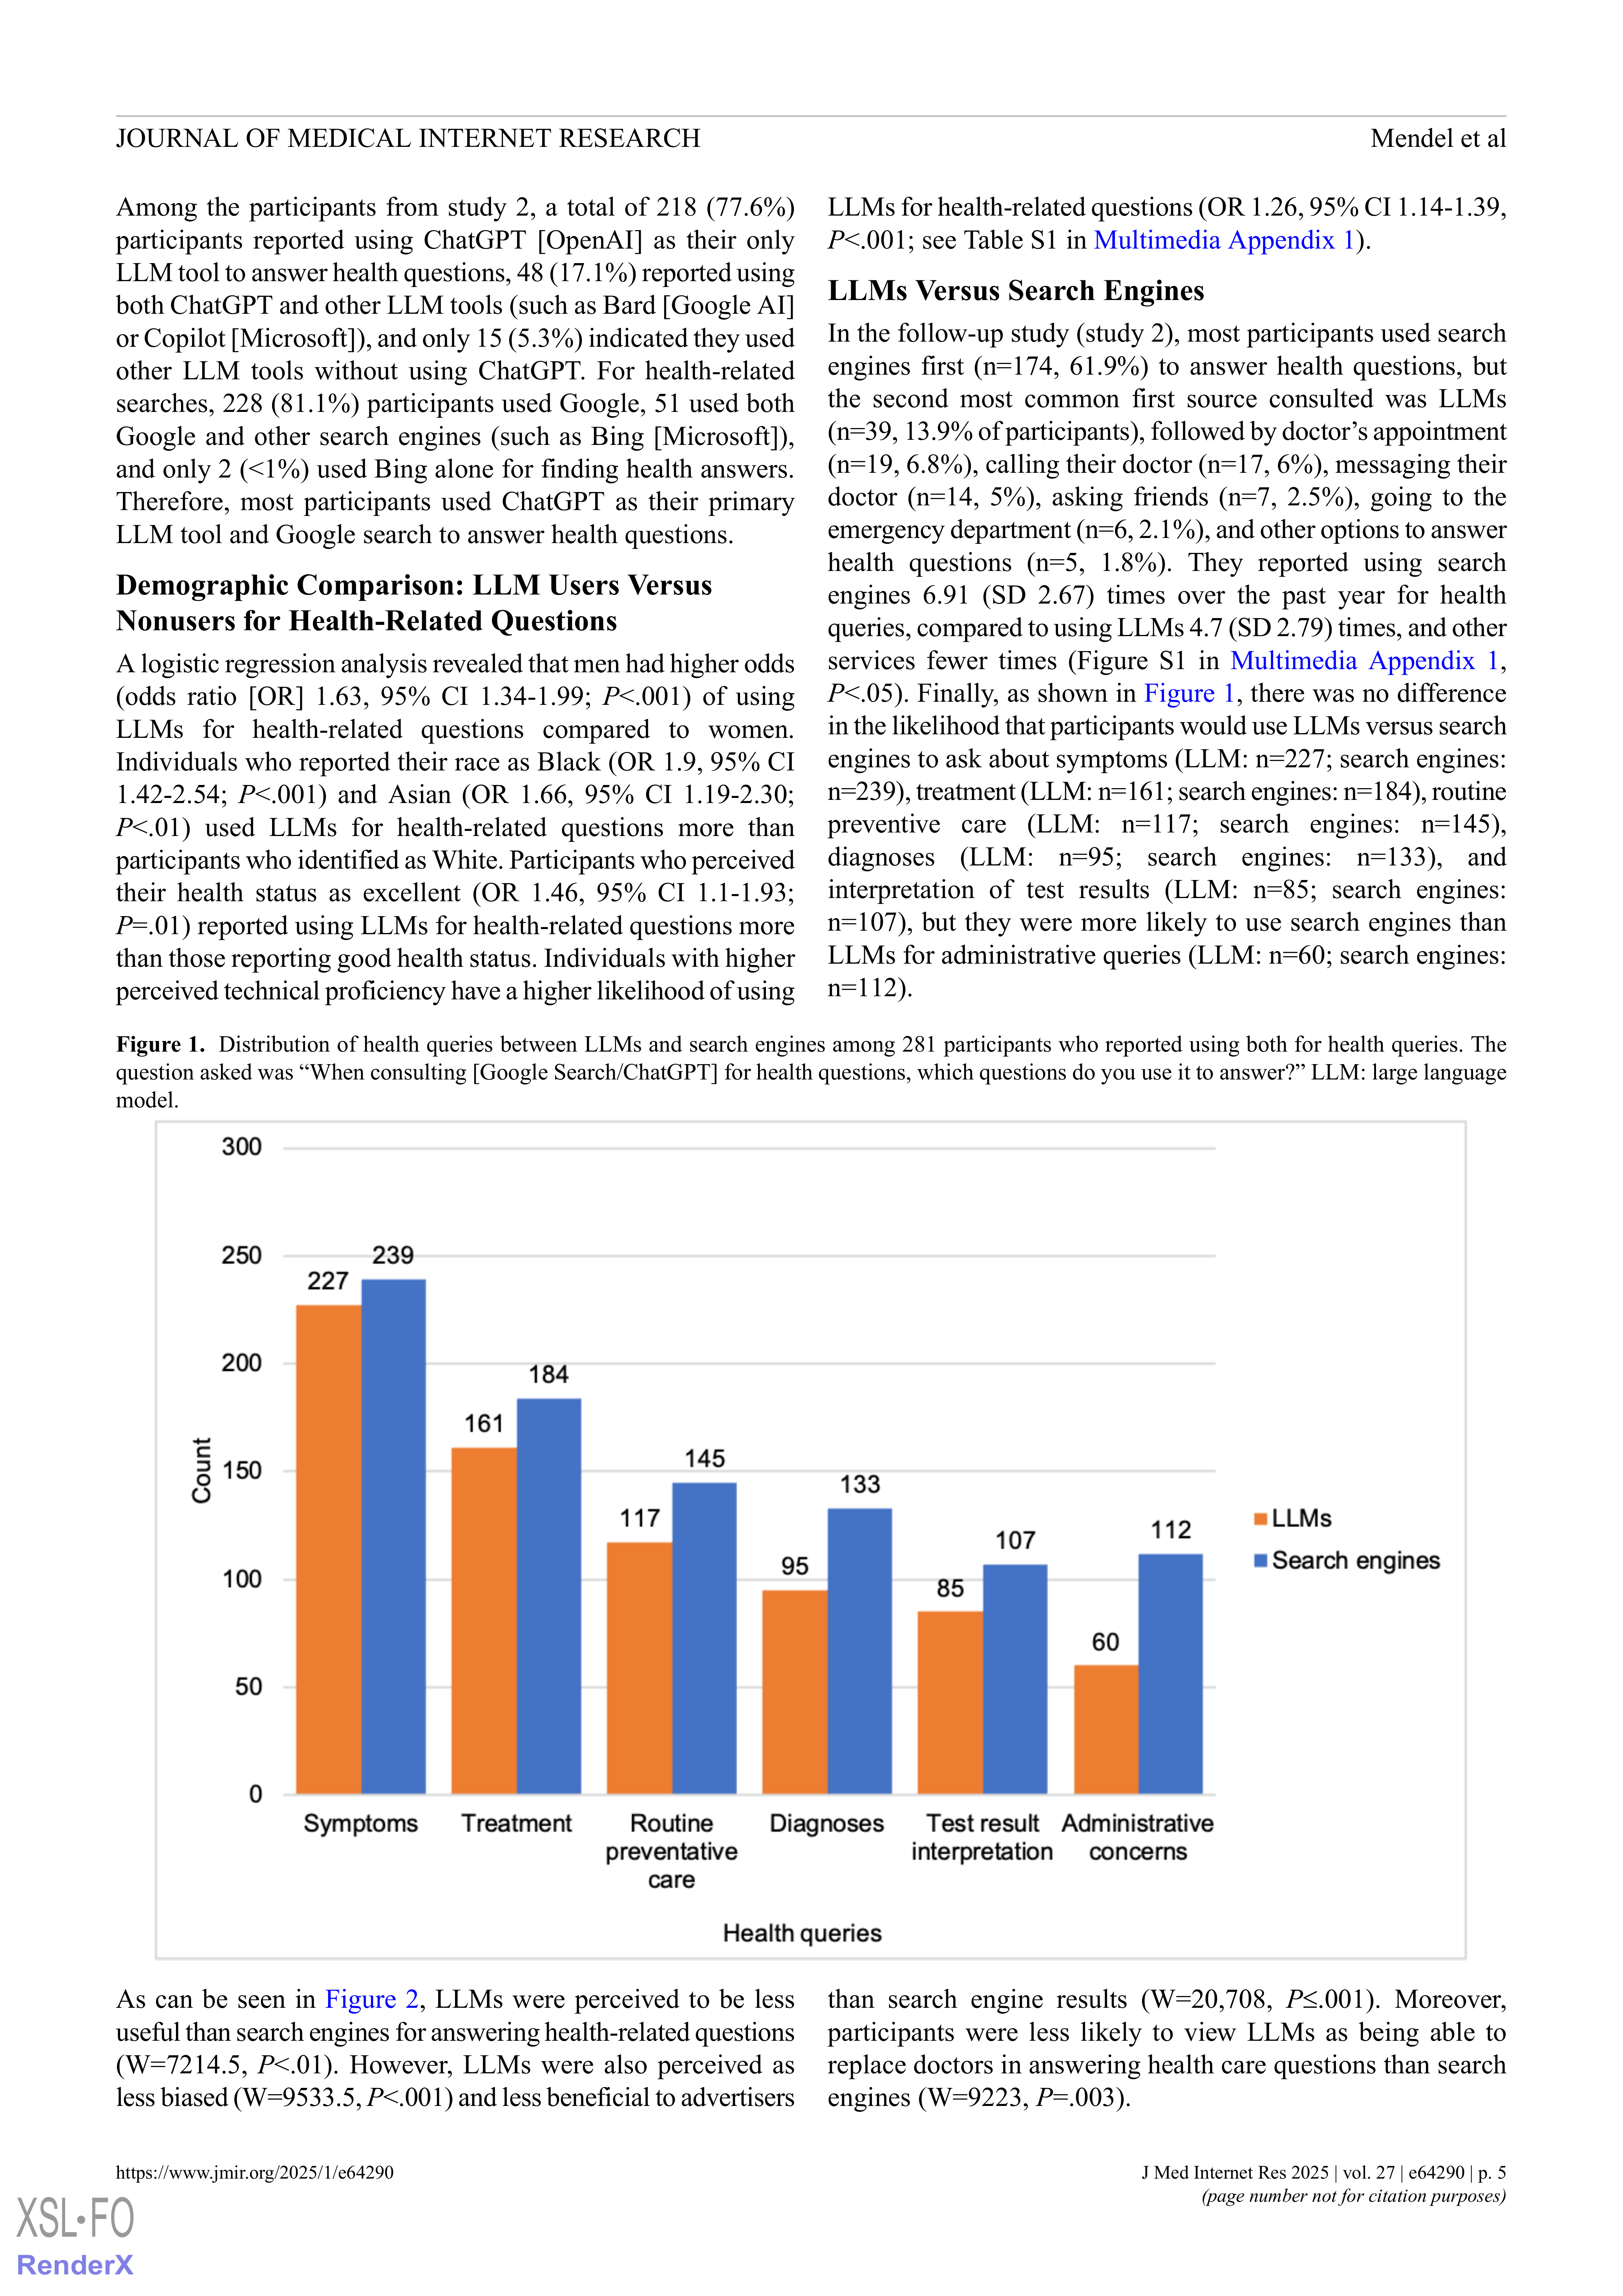 JOURNAL OF MEDICAL INTERNET RESEARCH
Mendel et al
Among the participants from study 2, a total of 218 (77.6%)
participants reported using ChatGPT [OpenAI] as their only
LLM tool to answer health questions, 48 (17.1%) reported using
both ChatGPT and other LLM tools (such as Bard [Google AI]
or Copilot [Microsoft]), and only 15 (5.3%) indicated they used
other LLM tools without using ChatGPT. For health-related
searches, 228 (81.1%) participants used Google, 51 used both
Google and other search engines (such as Bing [Microsoft]),
and only 2 (<1%) used Bing alone for finding health answers.
Therefore, most participants used ChatGPT as their primary
LLM tool and Google search to answer health questions.
Demographic Comparison: LLM Users Versus
Nonusers for Health-Related Questions
A logistic regression analysis revealed that men had higher odds
(odds ratio [OR] 1.63, 95% CI 1.34-1.99; P<.001) of using
LLMs for health-related questions compared to women.
Individuals who reported their race as Black (OR 1.9, 95% CI
1.42-2.54; P<.001) and Asian (OR 1.66, 95% CI 1.19-2.30;
P<.01) used LLMs for health-related questions more than
participants who identified as White. Participants who perceived
their health status as excellent (OR 1.46, 95% CI 1.1-1.93;
P=.01) reported using LLMs for health-related questions more
than those reporting good health status. Individuals with higher
perceived technical proficiency have a higher likelihood of using
LLMs for health-related questions (OR 1.26, 95% CI 1.14-1.39,
P<.001; see Table S1 in Multimedia Appendix 1).
LLMs Versus Search Engines
In the follow-up study (study 2), most participants used search
engines first (n=174, 61.9%) to answer health questions, but
the second most common first source consulted was LLMs
(n=39, 13.9% of participants), followed by doctor’s appointment
(n=19, 6.8%), calling their doctor (n=17, 6%), messaging their
doctor (n=14, 5%), asking friends (n=7, 2.5%), going to the
emergency department (n=6, 2.1%), and other options to answer
health questions (n=5, 1.8%). They reported using search
engines 6.91 (SD 2.67) times over the past year for health
queries, compared to using LLMs 4.7 (SD 2.79) times, and other
services fewer times (Figure S1 in Multimedia Appendix 1,
P<.05). Finally, as shown in Figure 1, there was no difference
in the likelihood that participants would use LLMs versus search
engines to ask about symptoms (LLM: n=227; search engines:
n=239), treatment (LLM: n=161; search engines: n=184), routine
preventive care (LLM: n=117; search engines: n=145),
diagnoses (LLM: n=95; search engines: n=133), and
interpretation of test results (LLM: n=85; search engines:
n=107), but they were more likely to use search engines than
LLMs for administrative queries (LLM: n=60; search engines:
n=112).
Figure 1. Distribution of health queries between LLMs and search engines among 281 participants who reported using both for health queries. The
question asked was “When consulting [Google Search/ChatGPT] for health questions, which questions do you use it to answer?” LLM: large language
model.
300
250
200
150
100
50
0
Count
227
239
161
184
117
145
95
133
85
107
60
112
Symptoms
Treatment
Routine
preventative
care
Diagnoses
Test result
interpretation
Administrative
concerns
Health queries
LLMs
Search engines
As can be seen in Figure 2, LLMs were perceived to be less
useful than search engines for answering health-related questions
(W=7214.5, P<.01). However, LLMs were also perceived as
less biased (W=9533.5, P<.001) and less beneficial to advertisers
than search engine results (W=20,708, P≤.001). Moreover,
participants were less likely to view LLMs as being able to
replace doctors in answering health care questions than search
engines (W=9223, P=.003).
https://www.jmir.org/2025/1/e64290
J Med Internet Res 2025 | vol. 27 | e64290 | p. 5
(page number not for citation purposes)
XSL•FO
RenderX